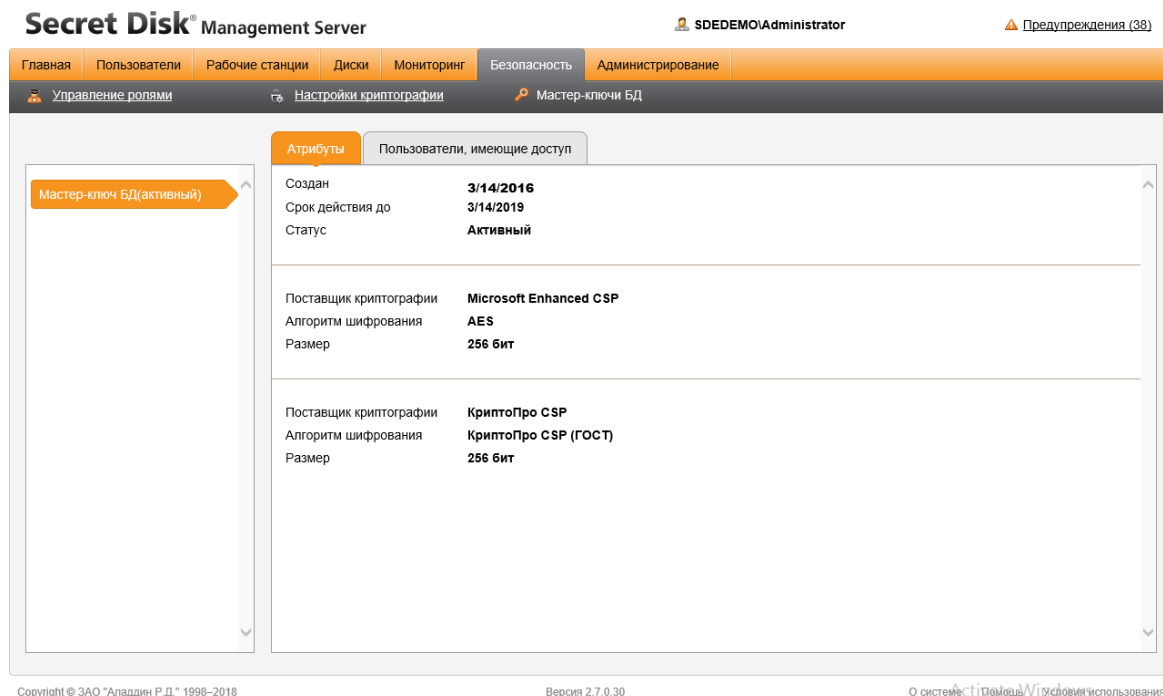 Secret Disk® Management Server
SDEDEMO\Administrator
Предупреждения (38)
Главная Пользователи Рабочие станции Диски Мониторинг Безопасность Администрирование
Управление ролями Настройки криптографии Мастер-ключи БД
Атрибуты Пользователи, имеющие доступ
Мастер-ключ БД(активный)
Создан 3/14/2016
Срок действия до 3/14/2019
Статус Активный
Поставщик криптографии Microsoft Enhanced CSP
Алгоритм шифрования AES
Размер 256 бит
Поставщик криптографии КриптоПро CSP
Алгоритм шифрования КриптоПро CSP (ГОСТ)
Размер 256 бит
Copyright © ЗАО "Аладдин Р.Д." 1998–2018 Версия 2.7.0.30 О системе Помощь Условия использования
Activate Windows